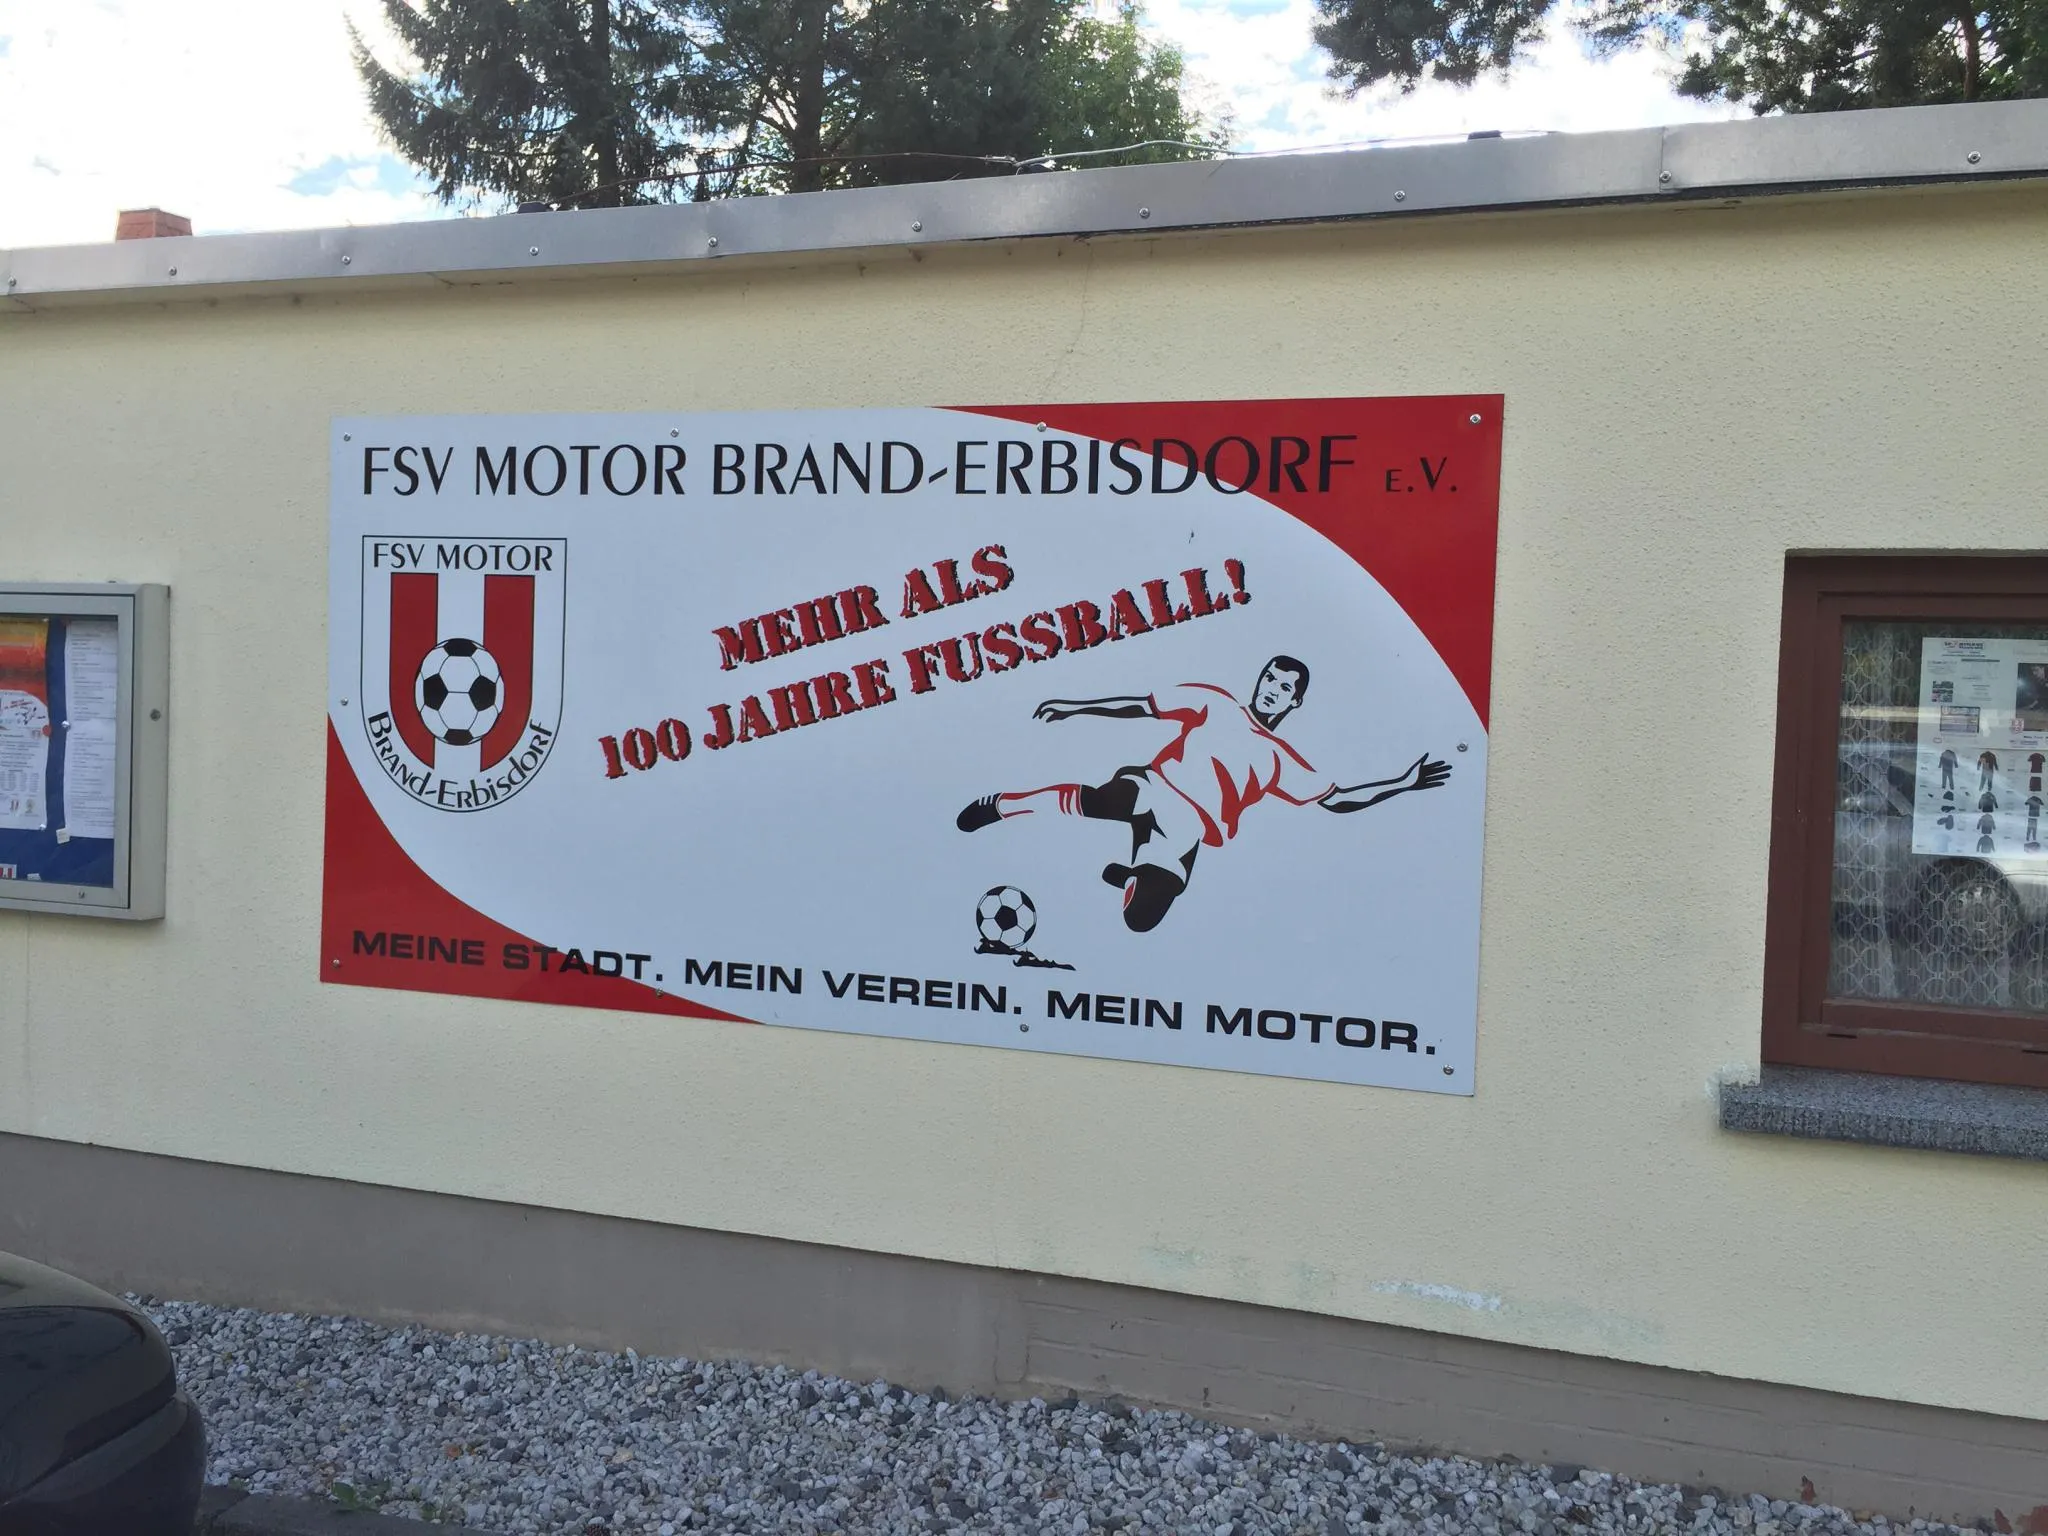 FSV MOTOR BRAND-ERBISDORF E.V.
FSV MOTOR
BRAND-ERBISDORF
MEHR ALS
100 JAHRE FUSSBALL!
MEINE STADT. MEIN VEREIN. MEIN MOTOR.